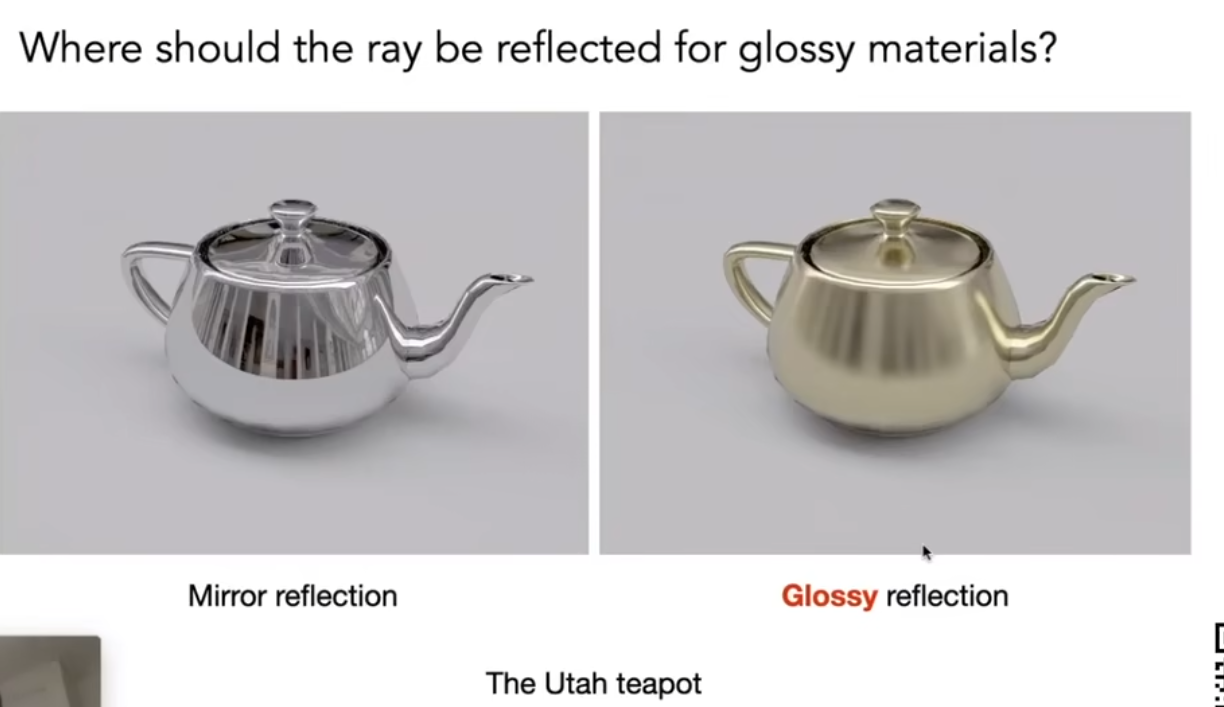 Where should the ray be reflected for glossy materials?
Mirror reflection
Glossy reflection
The Utah teapot